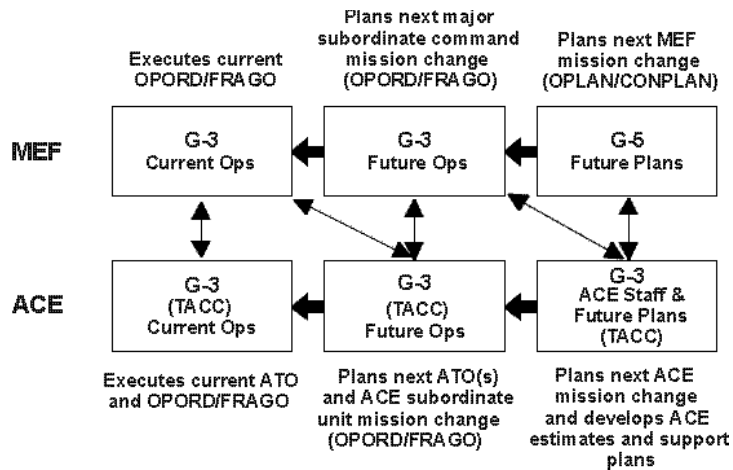 Executes current
OPORD/FRAGO
Plans next major
subordinate command
mission change
(OPORD/FRAGO)
Plans next MEF
mission change
(OPLAN/CONPLAN)
MEF
G-3
Current Ops
G-3
Future Ops
G-5
Future Plans
ACE
G-3
(TACC)
Current Ops
G-3
(TACC)
Future Ops
G-3
ACE Staff &
Future Plans
(TACC)
Executes current ATO
and OPORD/FRAGO
Plans next ATO(s)
and ACE subordinate
unit mission change
(OPORD/FRAGO)
Plans next ACE
mission change
and develops ACE
estimates and support
plans